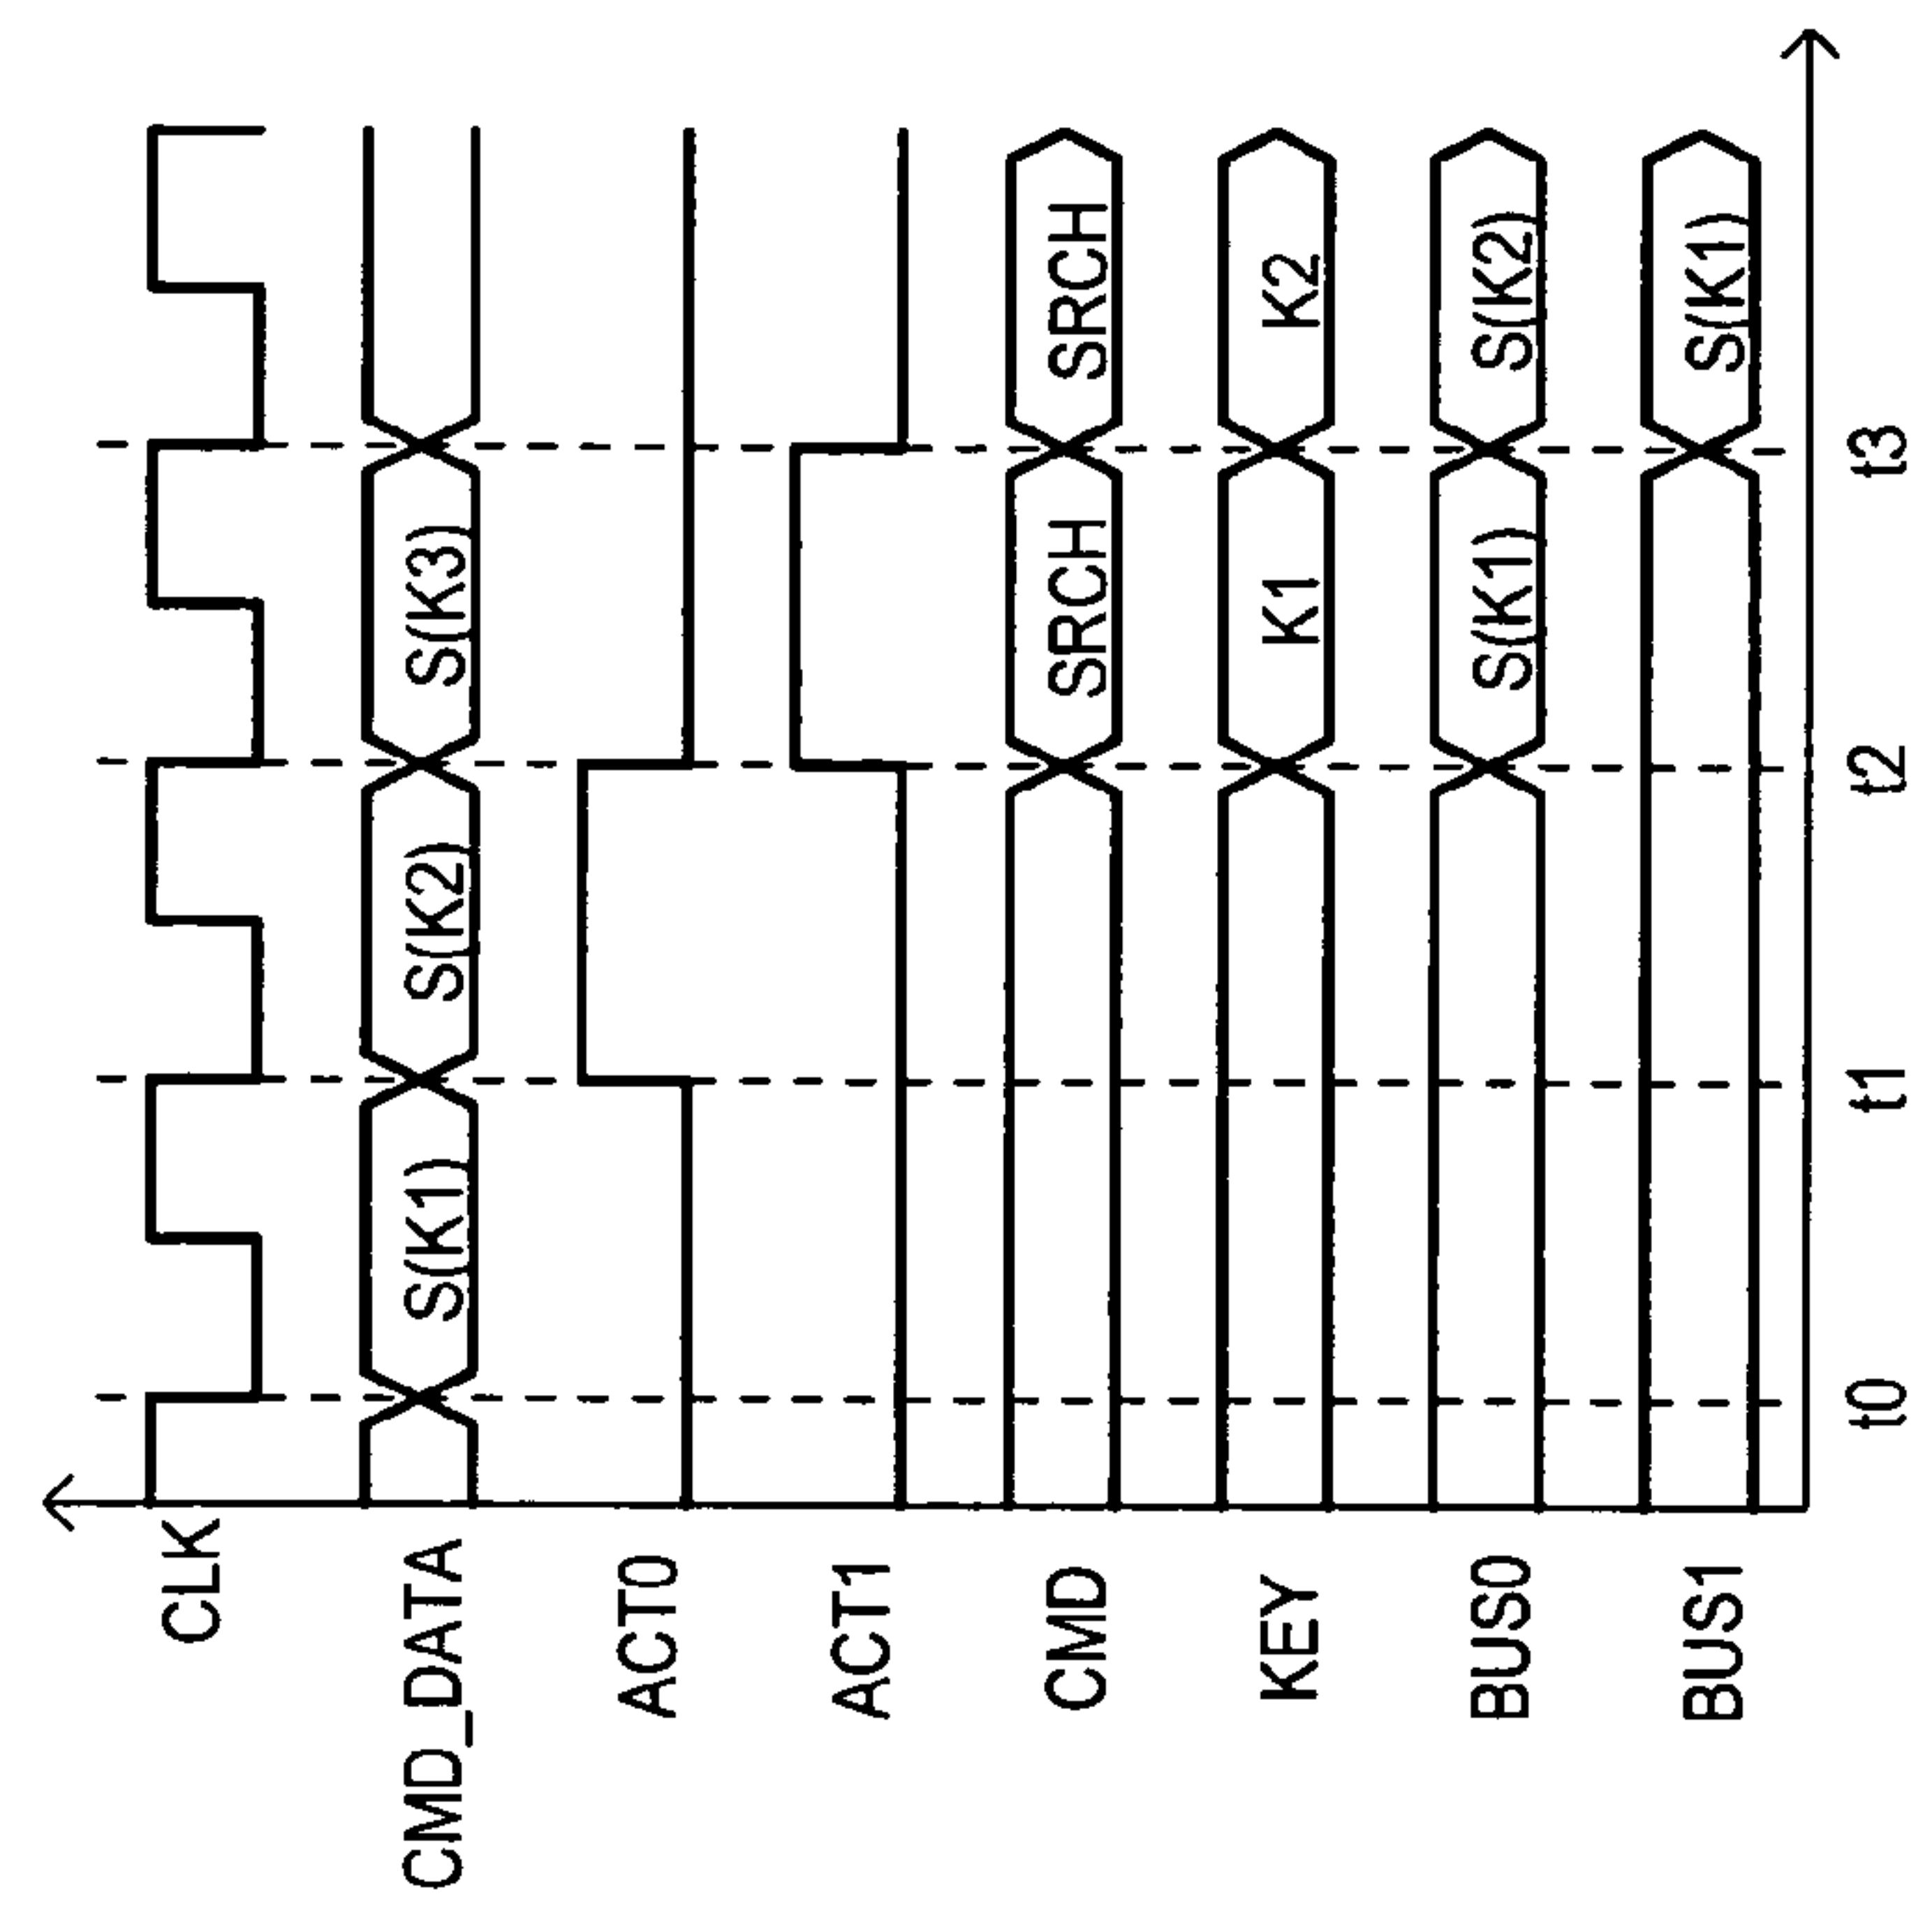 CLK
CMD_DATA S(K1) S(K2) S(K3)
ACT0
ACT1
CMD SRCH SRCH
KEY K1 K2
BUS0 S(K1) S(K2)
BUS1 S(K1)
t0 t1 t2 t3